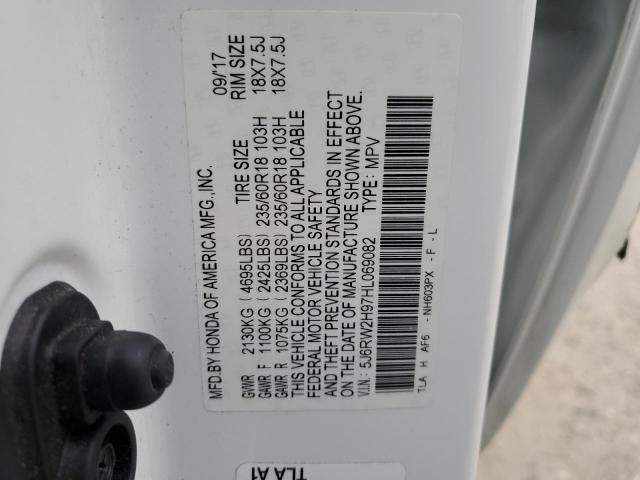 MFD.BY HONDA OF AMERICA MFG.,INC. 09/'17
TIRE SIZE RIM SIZE
GVWR 2130KG ( 4695LBS)
GAWR F 1100KG ( 2425LBS) 235/60R18 103H 18X7.5J
GAWR R 1075KG ( 2369LBS) 235/60R18 103H 18X7.5J
THIS VEHICLE CONFORMS TO ALL APPLICABLE
FEDERAL MOTOR VEHICLE SAFETY
AND THEFT PREVENTION STANDARDS IN EFFECT
ON THE DATE OF MANUFACTURE SHOWN ABOVE.
V.I.N.: 5J6RW2H97HL069082 TYPE: MPV
TLA H AF6 - NH603PX - F - L
TLA A1